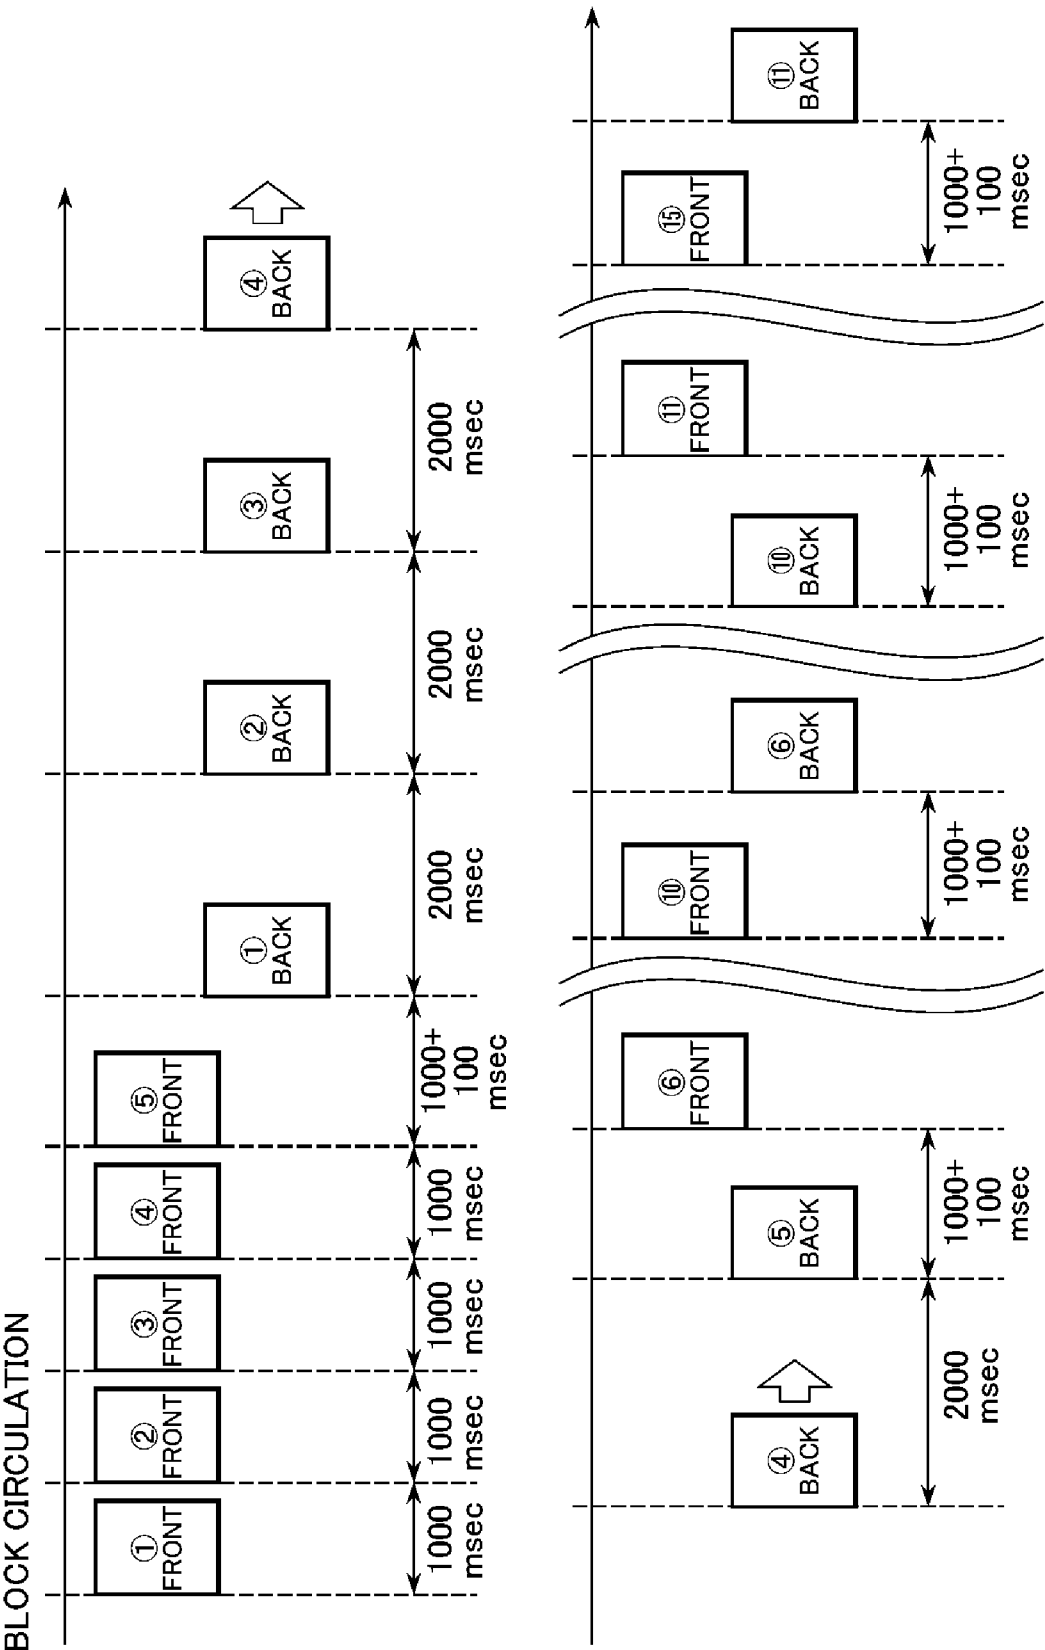 BLOCK CIRCULATION
①
FRONT
②
FRONT
③
FRONT
④
FRONT
⑤
FRONT
①
BACK
②
BACK
③
BACK
④
BACK
1000
msec
1000
msec
1000
msec
1000
msec
1000+
100
msec
2000
msec
2000
msec
2000
msec
④
BACK
⑤
BACK
⑥
FRONT
⑩
FRONT
⑥
BACK
⑩
BACK
⑪
FRONT
⑮
FRONT
⑪
BACK
2000
msec
1000+
100
msec
1000+
100
msec
1000+
100
msec
1000+
100
msec